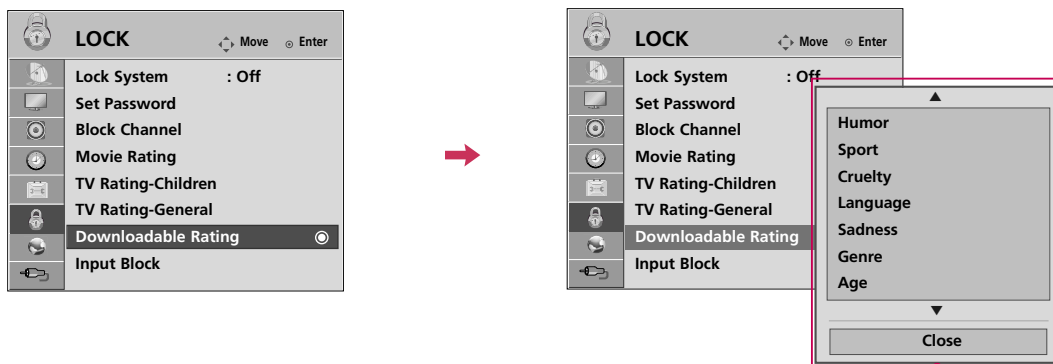 LOCK Move Enter
Lock System : Off
Set Password
Block Channel
Movie Rating
TV Rating-Children
TV Rating-General
Downloadable Rating
Input Block
LOCK Move Enter
Lock System : Off
Set Password
Block Channel
Movie Rating
TV Rating-Children
TV Rating-General
Downloadable Rating
Input Block
Humor
Sport
Cruelty
Language
Sadness
Genre
Age
Close